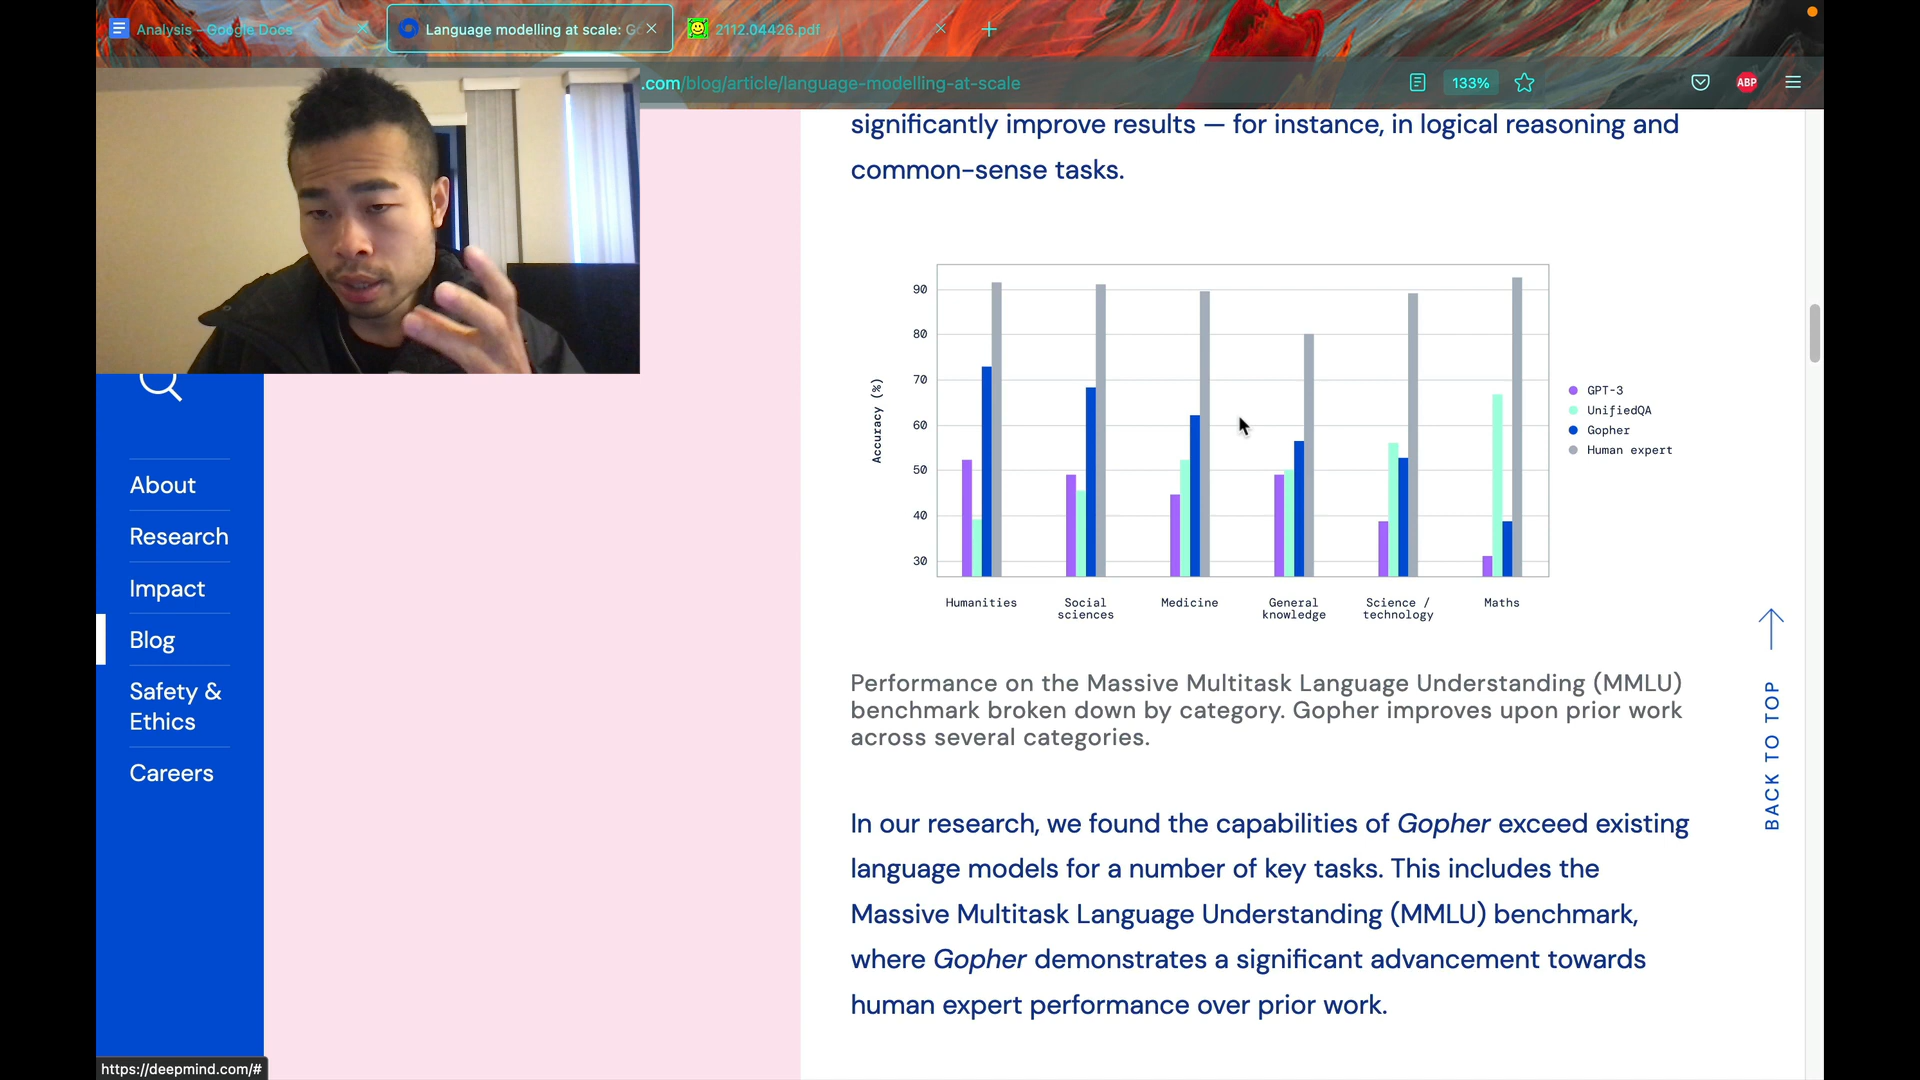 Analysis – Google Docs
Language modelling at scale: Go
2112.04426.pdf
.com/blog/article/language-modelling-at-scale
133%
ABP
significantly improve results — for instance, in logical reasoning and
common-sense tasks.
90
80
70
60
50
40
30
Accuracy (%)
GPT-3
UnifiedQA
Gopher
Human expert
Humanities
Social
sciences
Medicine
General
knowledge
Science /
technology
Maths
Performance on the Massive Multitask Language Understanding (MMLU)
benchmark broken down by category. Gopher improves upon prior work
across several categories.
In our research, we found the capabilities of Gopher exceed existing
language models for a number of key tasks. This includes the
Massive Multitask Language Understanding (MMLU) benchmark,
where Gopher demonstrates a significant advancement towards
human expert performance over prior work.
About
Research
Impact
Blog
Safety &
Ethics
Careers
BACK TO TOP
https://deepmind.com/#